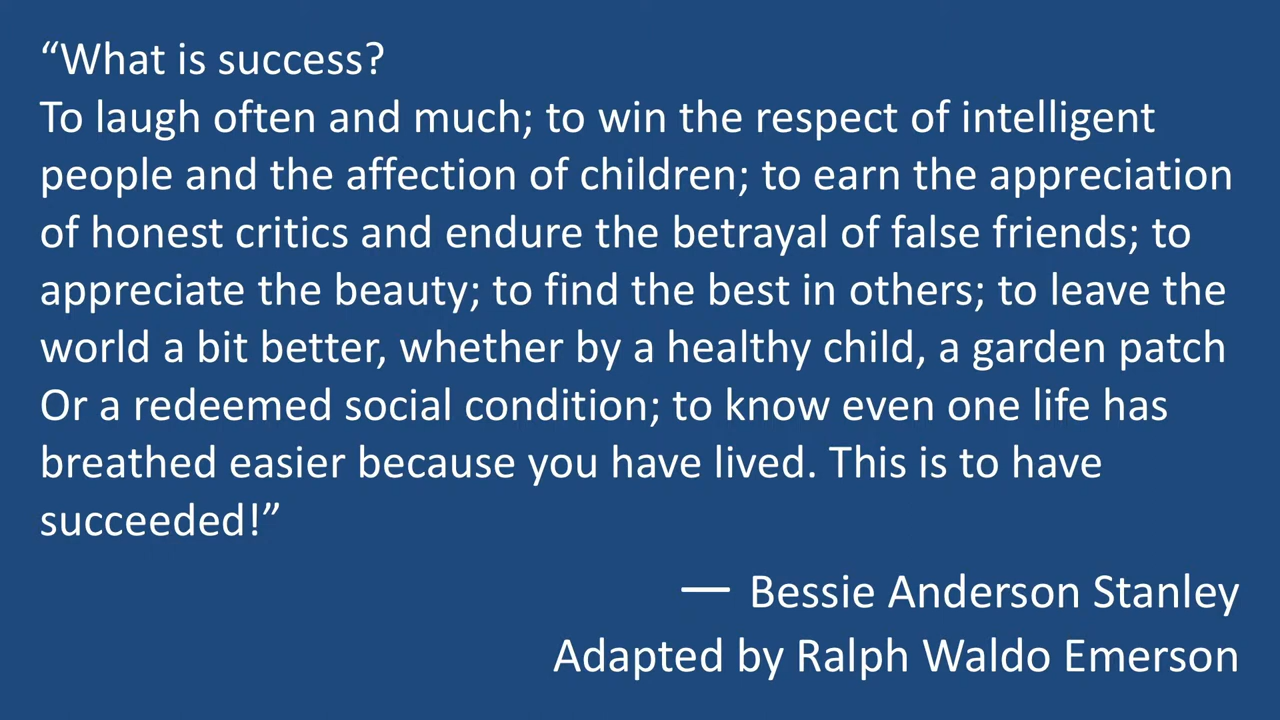 “What is success?
To laugh often and much; to win the respect of intelligent
people and the affection of children; to earn the appreciation
of honest critics and endure the betrayal of false friends; to
appreciate the beauty; to find the best in others; to leave the
world a bit better, whether by a healthy child, a garden patch
Or a redeemed social condition; to know even one life has
breathed easier because you have lived. This is to have
succeeded!”
— Bessie Anderson Stanley
Adapted by Ralph Waldo Emerson